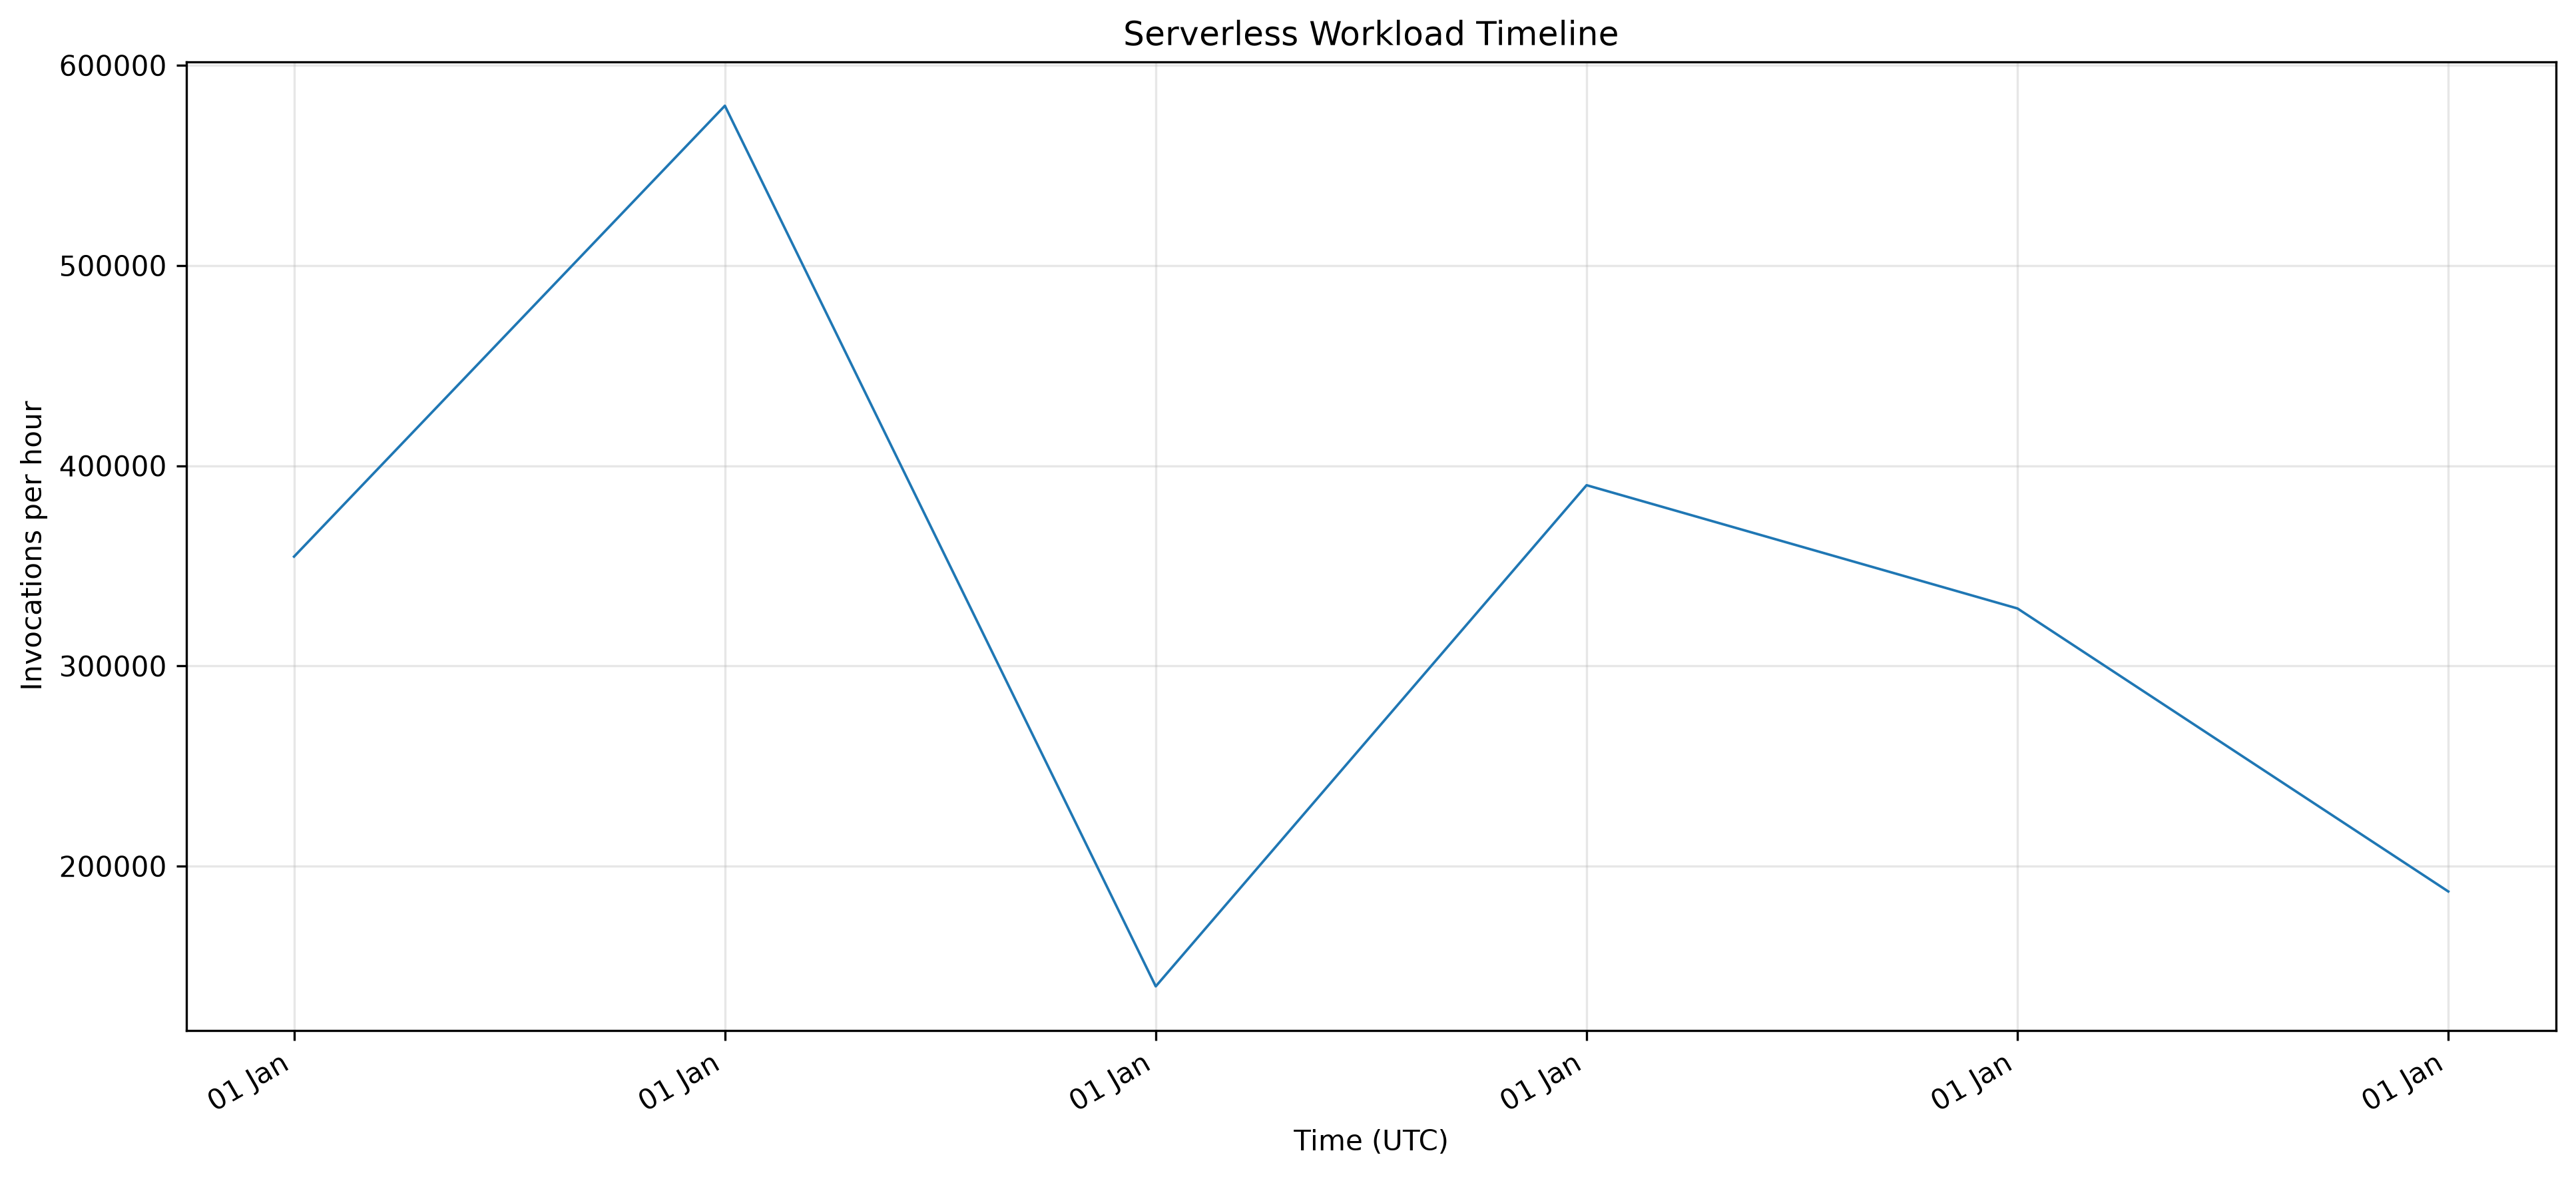 Serverless Workload Timeline
600000
500000
400000
300000
200000
Invocations per hour
01 Jan
01 Jan
01 Jan
01 Jan
01 Jan
01 Jan
Time (UTC)